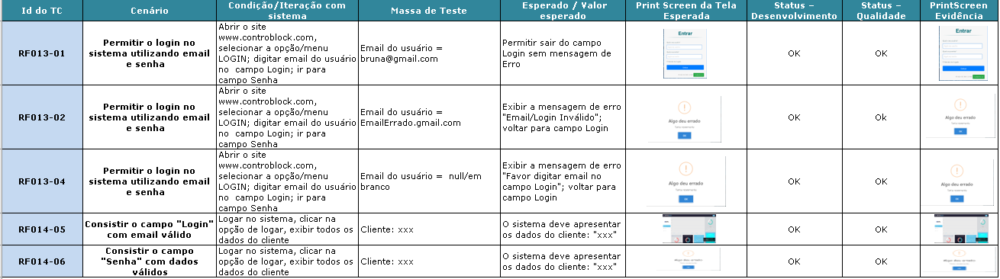 Id do TC
Cenário
Condição/Iteração com
sistema
Massa de Teste
Esperado / Valor
esperado
Print Screen da Tela
Esperada
Status –
Desenvolvimento
Status –
Qualidade
PrintScreen
Evidência
RF013-01
Permitir o login no
sistema utilizando email
e senha
Abrir o site
www.controblock.com,
selecionar a opção/menu
LOGIN; digitar email do usuário
no  campo Login; ir para
campo Senha
Email do usuário =
bruna@gmail.com
Permitir sair do campo
Login sem mensagem de
Erro
Entrar
OK
OK
Entrar
RF013-02
Permitir o login no
sistema utilizando email
e senha
Abrir o site
www.controblock.com,
selecionar a opção/menu
LOGIN; digitar email do usuário
no  campo Login; ir para
campo Senha
Email do usuário =
EmailErrado.gmail.com
Exibir a mensagem de erro
"Email/Login Inválido";
voltar para campo Login
Algo deu errado
OK
OK
Ok
Algo deu errado
RF013-04
Permitir o login no
sistema utilizando email
e senha
Abrir o site
www.controblock.com,
selecionar a opção/menu
LOGIN; digitar email do usuário
no  campo Login; ir para
campo Senha
Email do usuário =  null/em
branco
Exibir a mensagem de erro
"Favor digitar email no
campo Login"; voltar para
campo Login
Algo deu errado
OK
OK
OK
Algo deu errado
RF014-05
Consistir o campo "Login"
com email válido
Logar no sistema, clicar na
opção de logar, exibir todos os
dados do cliente
Cliente: xxx
O sistema deve apresentar
os dados do cliente: "xxx"
OK
OK
RF014-06
Consistir o campo
"Senha" com dados
válidos
Logar no sistema, clicar na
opção de logar, exibir todos os
dados do cliente
Cliente: xxx
O sistema deve apresentar
os dados do cliente: "xxx"
Algo deu errado
OK
OK
Algo deu errado